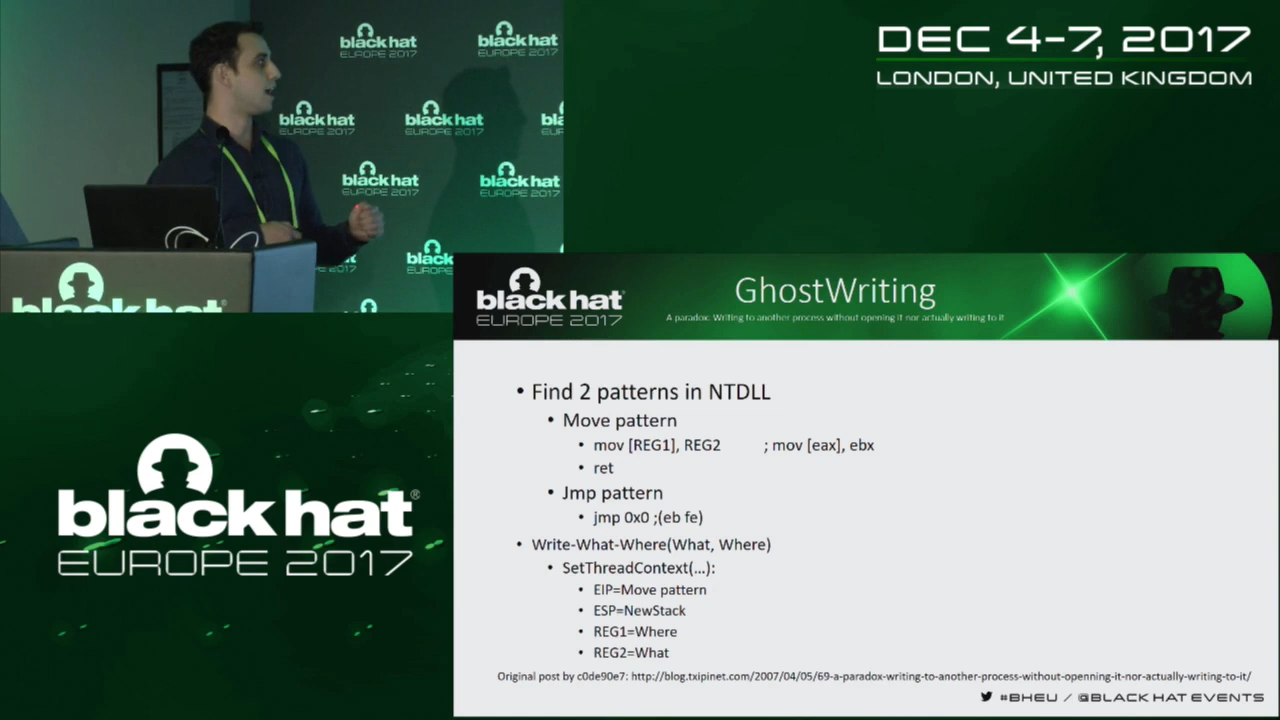 black hat
EUROPE 2017
black hat
EUROPE 2017
black hat
EUROPE 2017
black hat
EUROPE 2017
black hat
EUROPE 2017
black hat
EUROPE 2017
black hat
DEC 4-7, 2017
LONDON, UNITED KINGDOM
black hat
EUROPE 2017
GhostWriting
A paradox: Writing to another process without opening it nor actually writing to it
• Find 2 patterns in NTDLL
• Move pattern
• mov [REG1], REG2 ; mov [eax], ebx
• ret
• Jmp pattern
• jmp 0x0 ;(eb fe)
• Write-What-Where(What, Where)
• SetThreadContext(...):
• EIP=Move pattern
• ESP=NewStack
• REG1=Where
• REG2=What
Original post by c0de90e7: http://blog.txipinet.com/2007/04/05/69-a-paradox-writing-to-another-process-without-openning-it-nor-actually-writing-to-it/
#BHEU / @BLACK HAT EVENTS
black hat®
EUROPE 2017